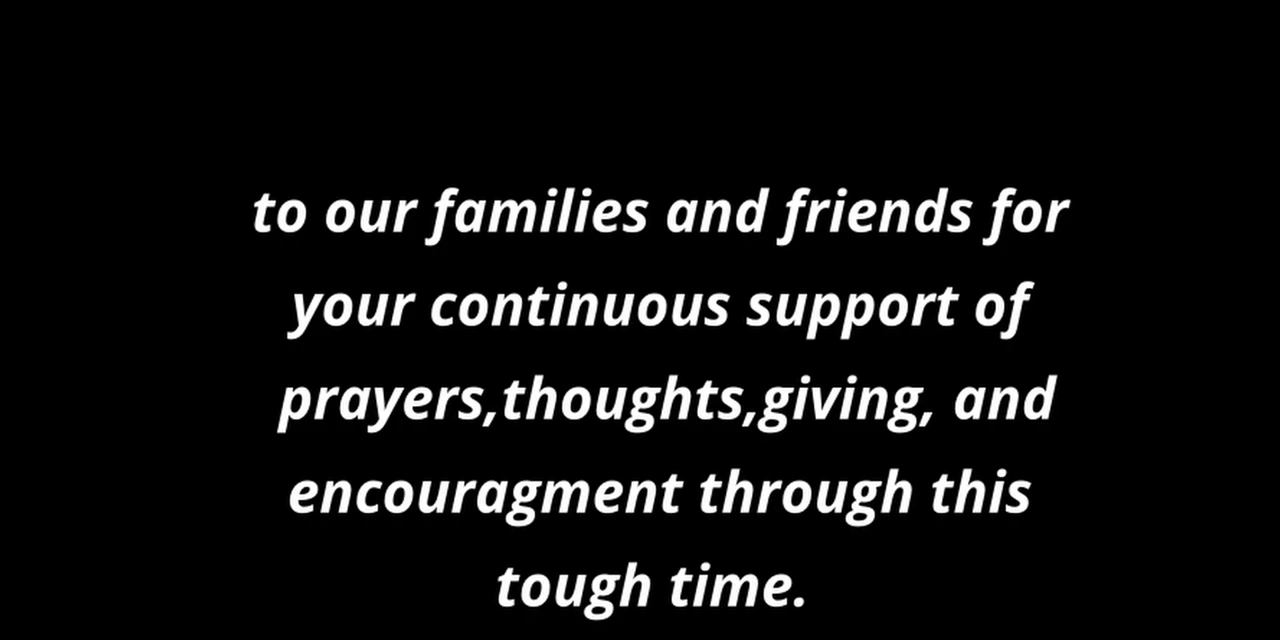 to our families and friends for
your continuous support of
prayers,thoughts,giving, and
encouragment through this
tough time.